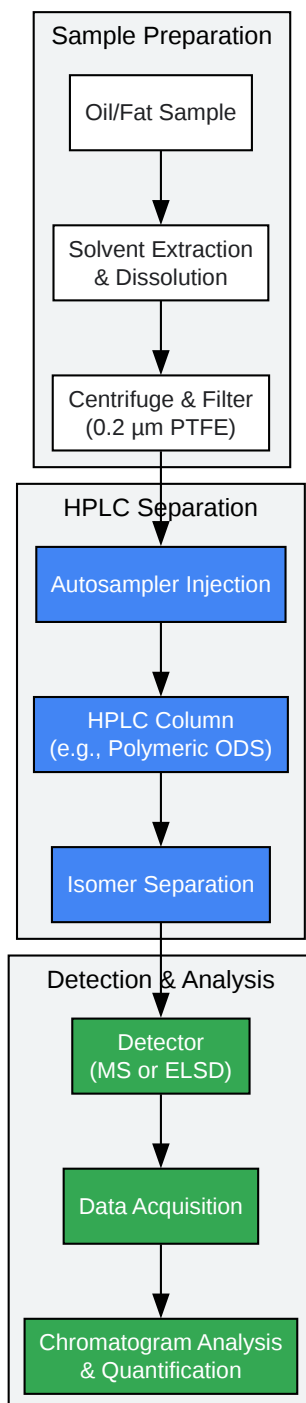 Sample Preparation
Oil/Fat Sample
Solvent Extraction
& Dissolution
Centrifuge & Filter
(0.2 µm PTFE)
HPLC Separation
Autosampler Injection
HPLC Column
(e.g., Polymeric ODS)
Isomer Separation
Detection & Analysis
Detector
(MS or ELSD)
Data Acquisition
Chromatogram Analysis
& Quantification